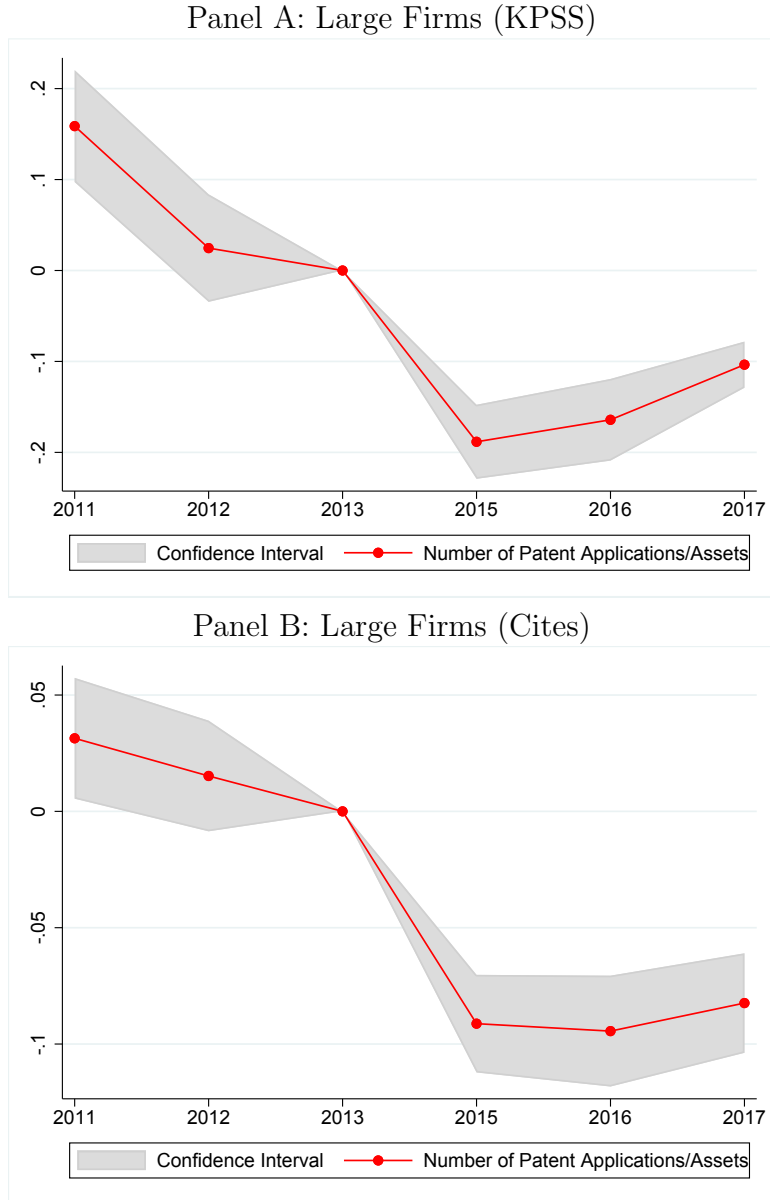 Panel A: Large Firms (KPSS)
.2
.1
0
-.1
-.2
2011 2012 2013 2015 2016 2017
Confidence Interval Number of Patent Applications/Assets
Panel B: Large Firms (Cites)
.05
0
-.05
-.1
2011 2012 2013 2015 2016 2017
Confidence Interval Number of Patent Applications/Assets